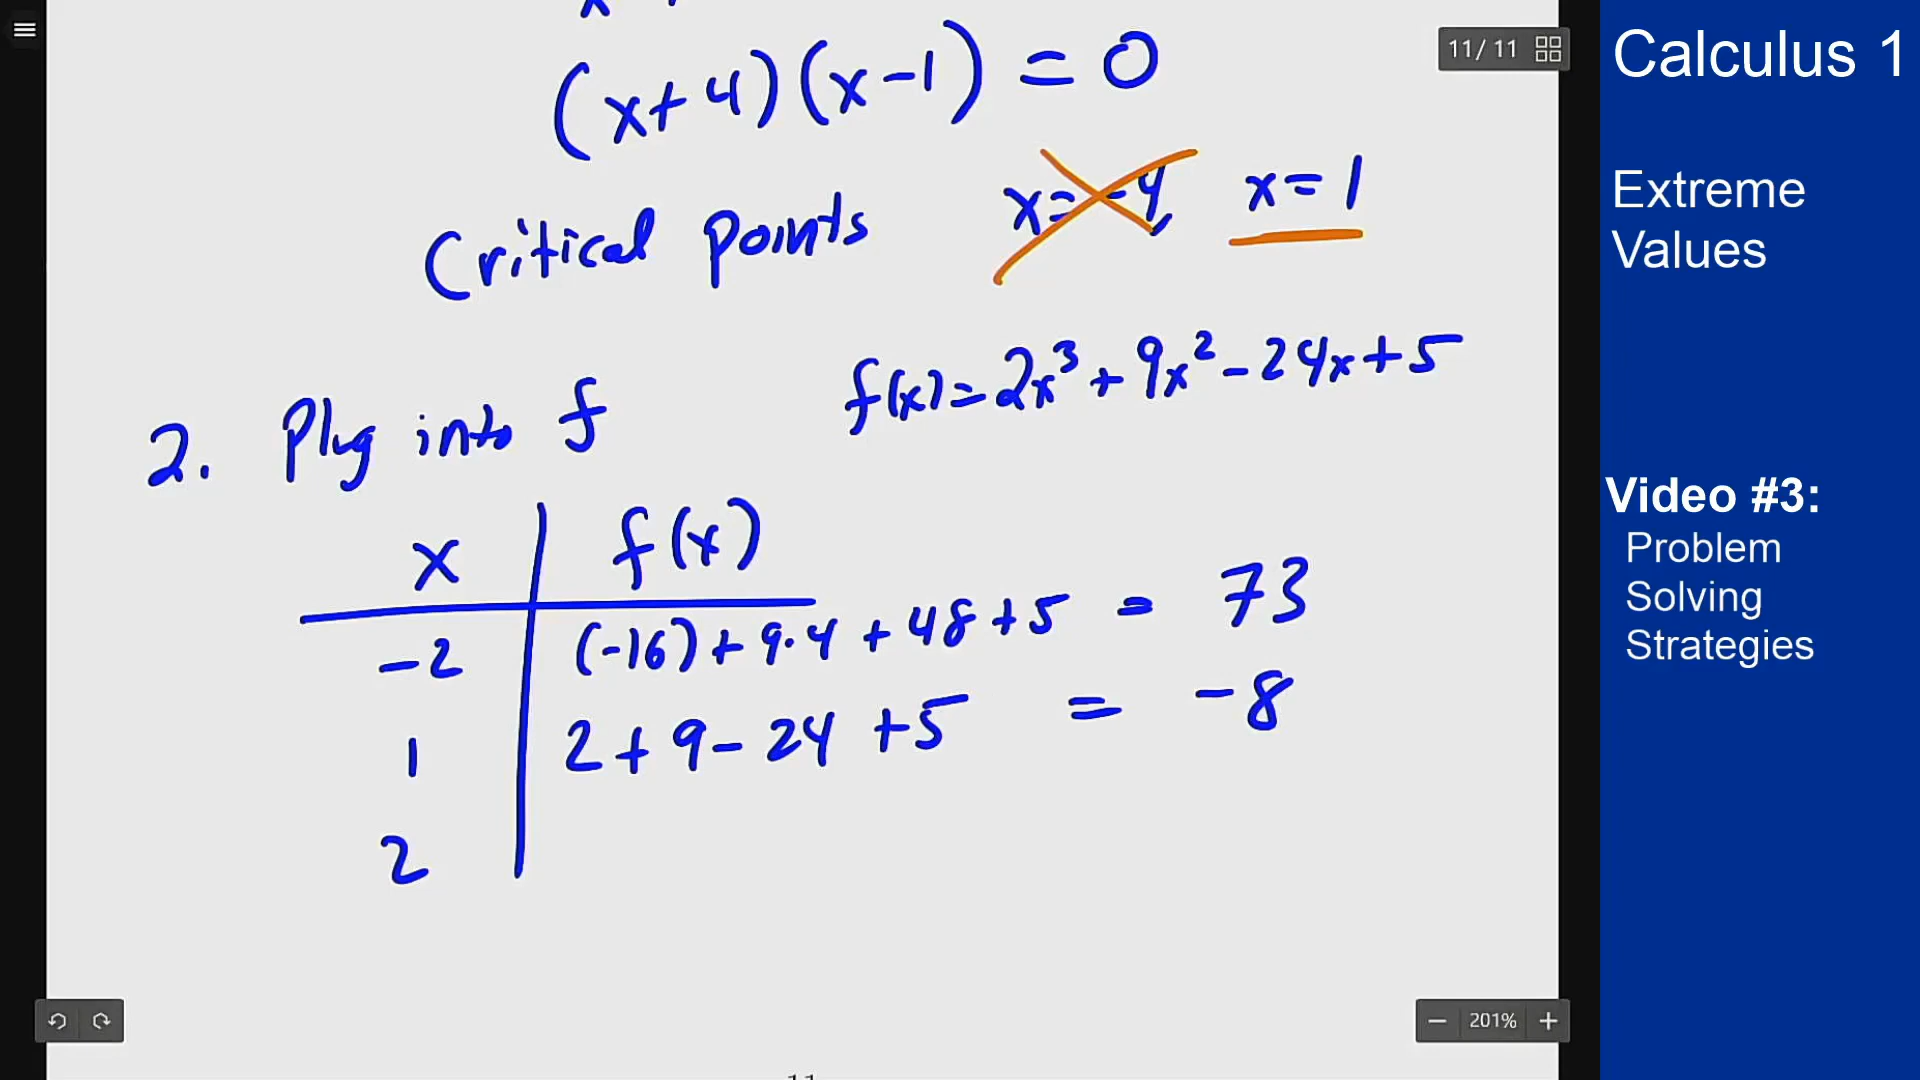 (x+4)(x-1) = 0
Critical points x=-4, x=1
f(x)=2x³+9x²-24x+5
2. Plug into f
x f(x)
-2 (-16)+9·4+48+5 = 73
1 2+9-24+5 = -8
2
11/11
201%
Calculus 1
Extreme
Values
Video #3:
Problem
Solving
Strategies